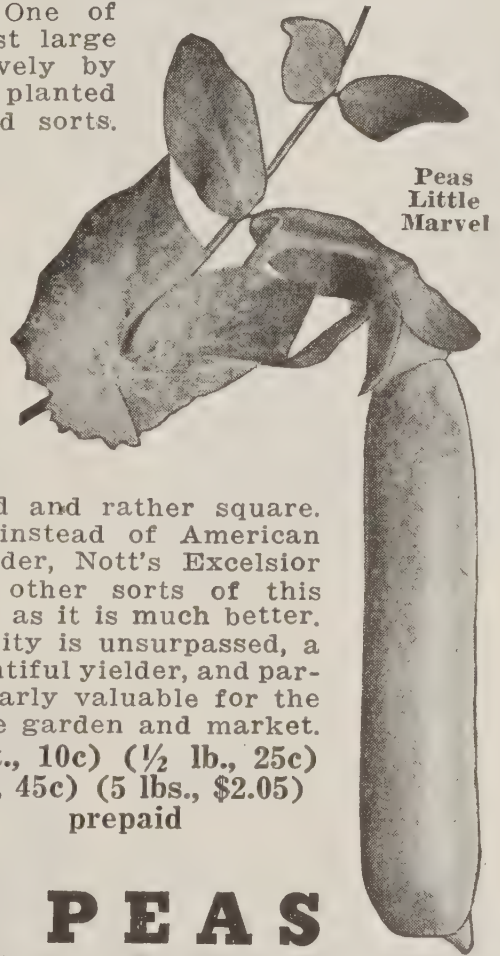 One of
st large
vely by
planted
d sorts.
Peas
Little
Marvel
d and rather square.
instead of American
der, Nott's Excelsior
other sorts of this
as it is much better.
ity is unsurpassed, a
ntiful yielder, and par-
arly valuable for the
e garden and market.
., 10c) (½ lb., 25c)
, 45c) (5 lbs., $2.05)
prepaid
PEAS